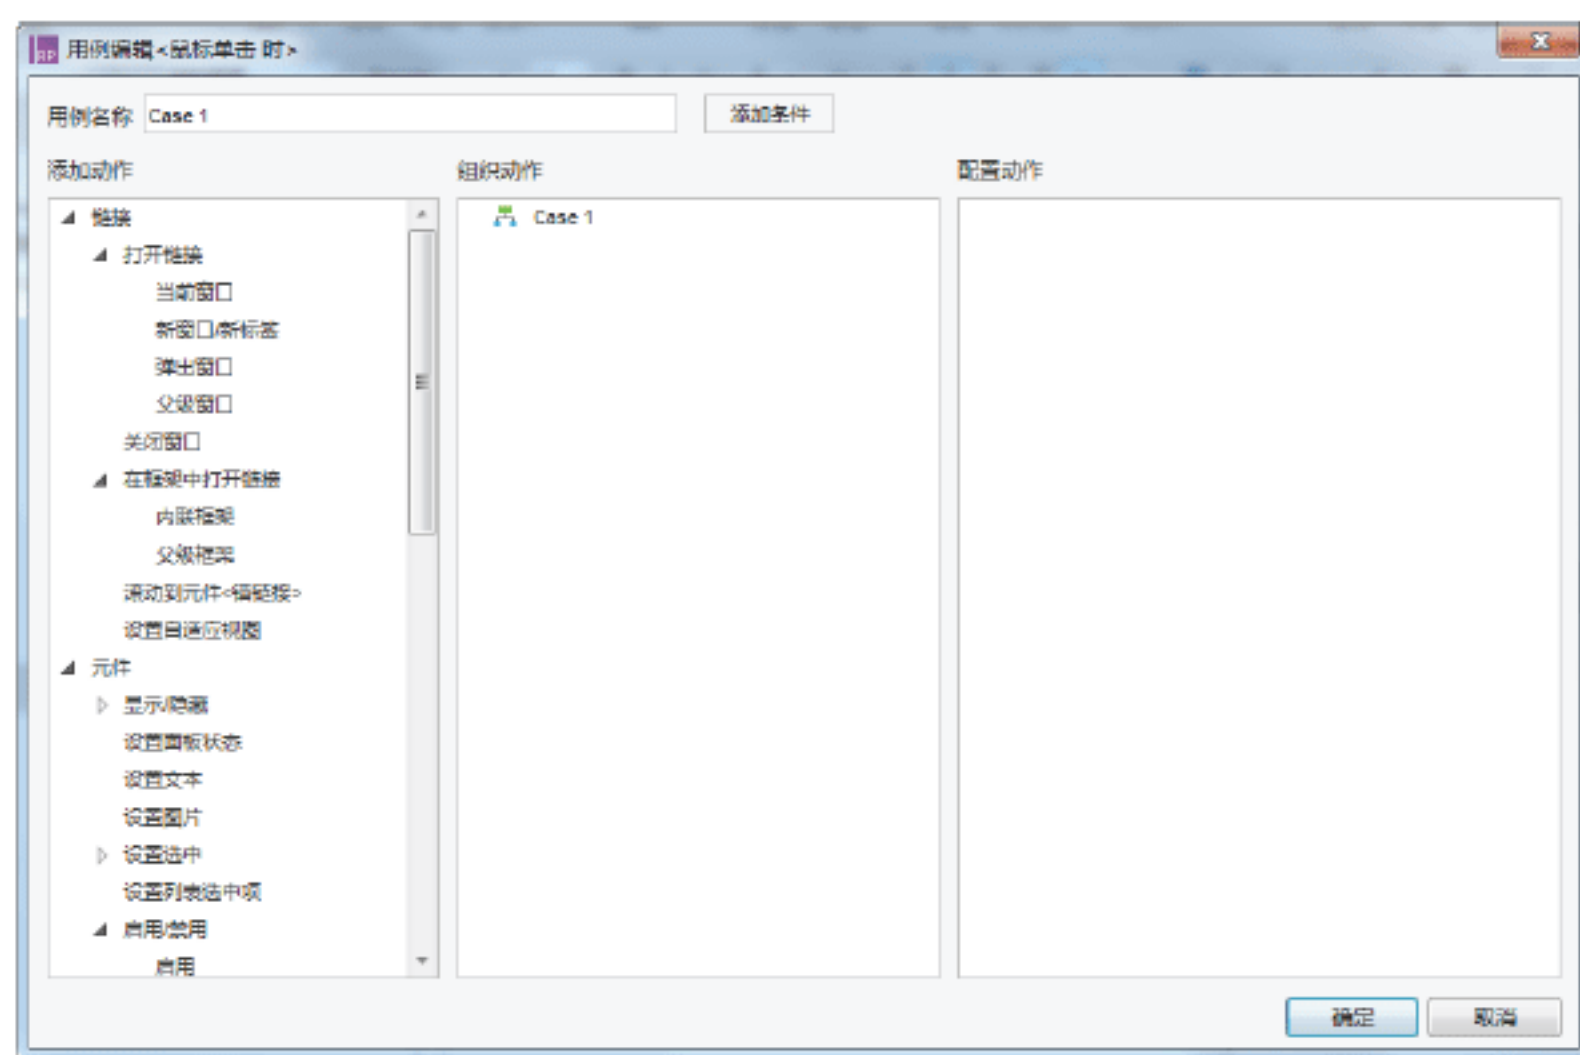 RP 用例编辑<鼠标单击 时>
用例名称 Case 1 添加条件
添加动作 组织动作 配置动作
链接
Case 1
打开链接
当前窗口
新窗口/新标签
弹出窗口
父级窗口
关闭窗口
在框架中打开链接
内联框架
父级框架
滚动到元件<锚链接>
设置自适应视图
元件
显示/隐藏
设置面板状态
设置文本
设置图片
设置选中
设置列表选中项
启用/禁用
启用
确定 取消